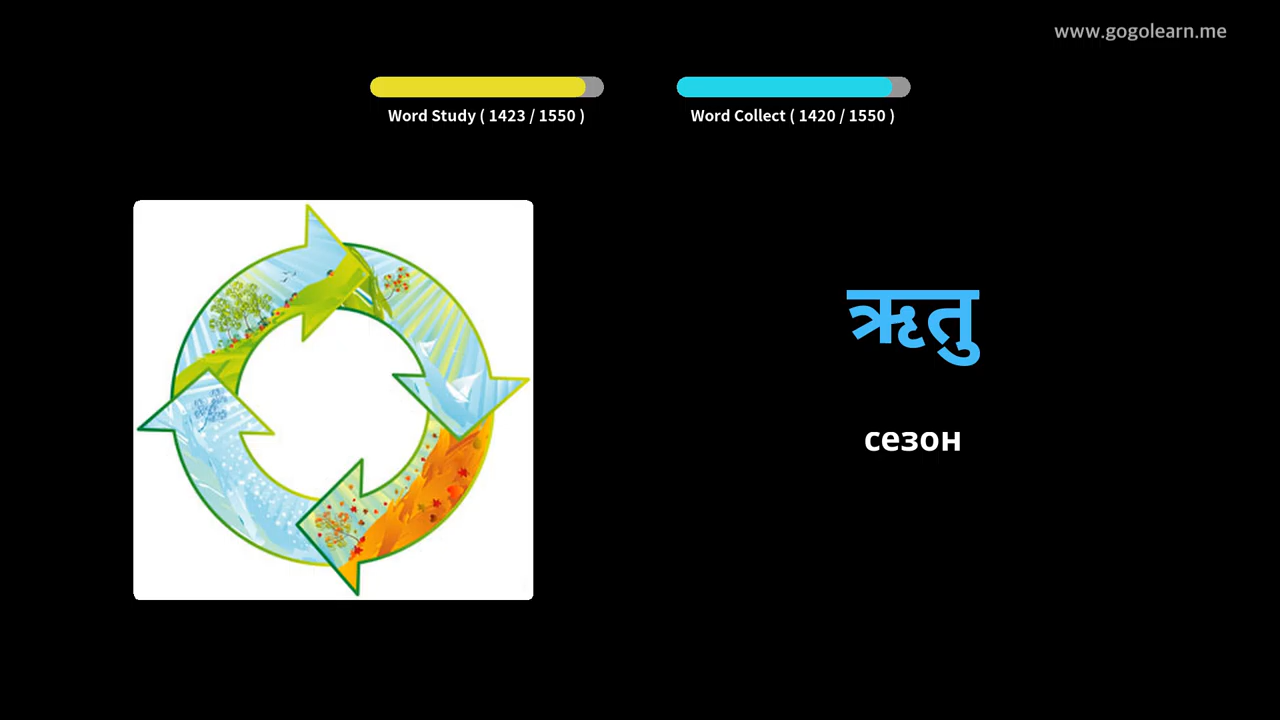 www.gogolearn.me
Word Study ( 1423 / 1550 )
Word Collect ( 1420 / 1550 )
ऋतु
сезон